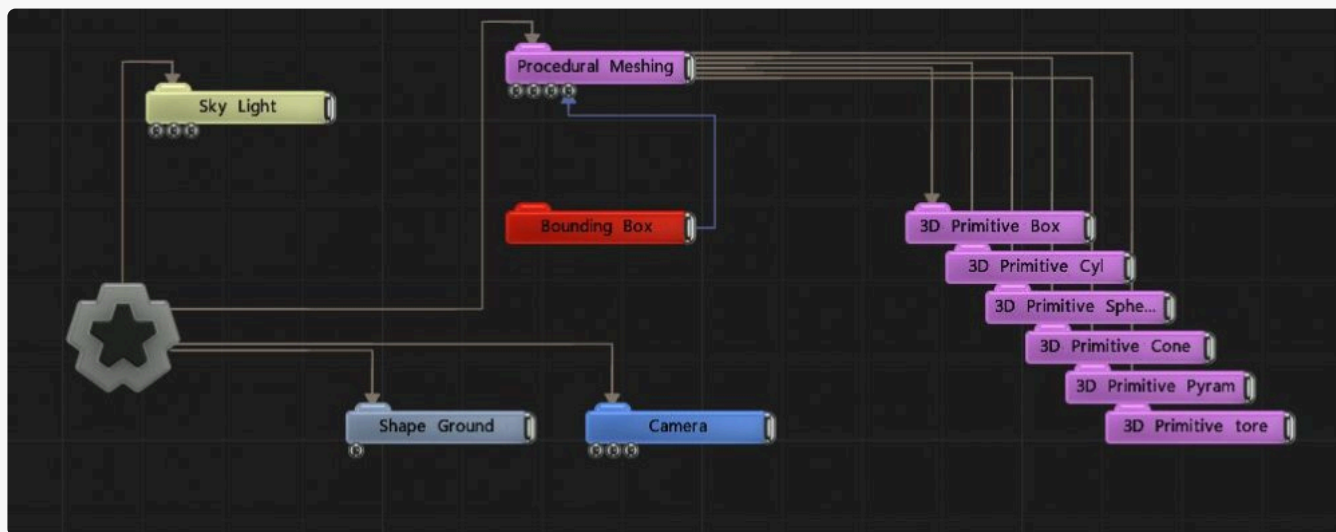 Procedural Meshing
Sky Light
Bounding Box
3D Primitive Box
3D Primitive Cyl
3D Primitive Sphe...
3D Primitive Cone
3D Primitive Pyram
Shape Ground
Camera
3D Primitive tore